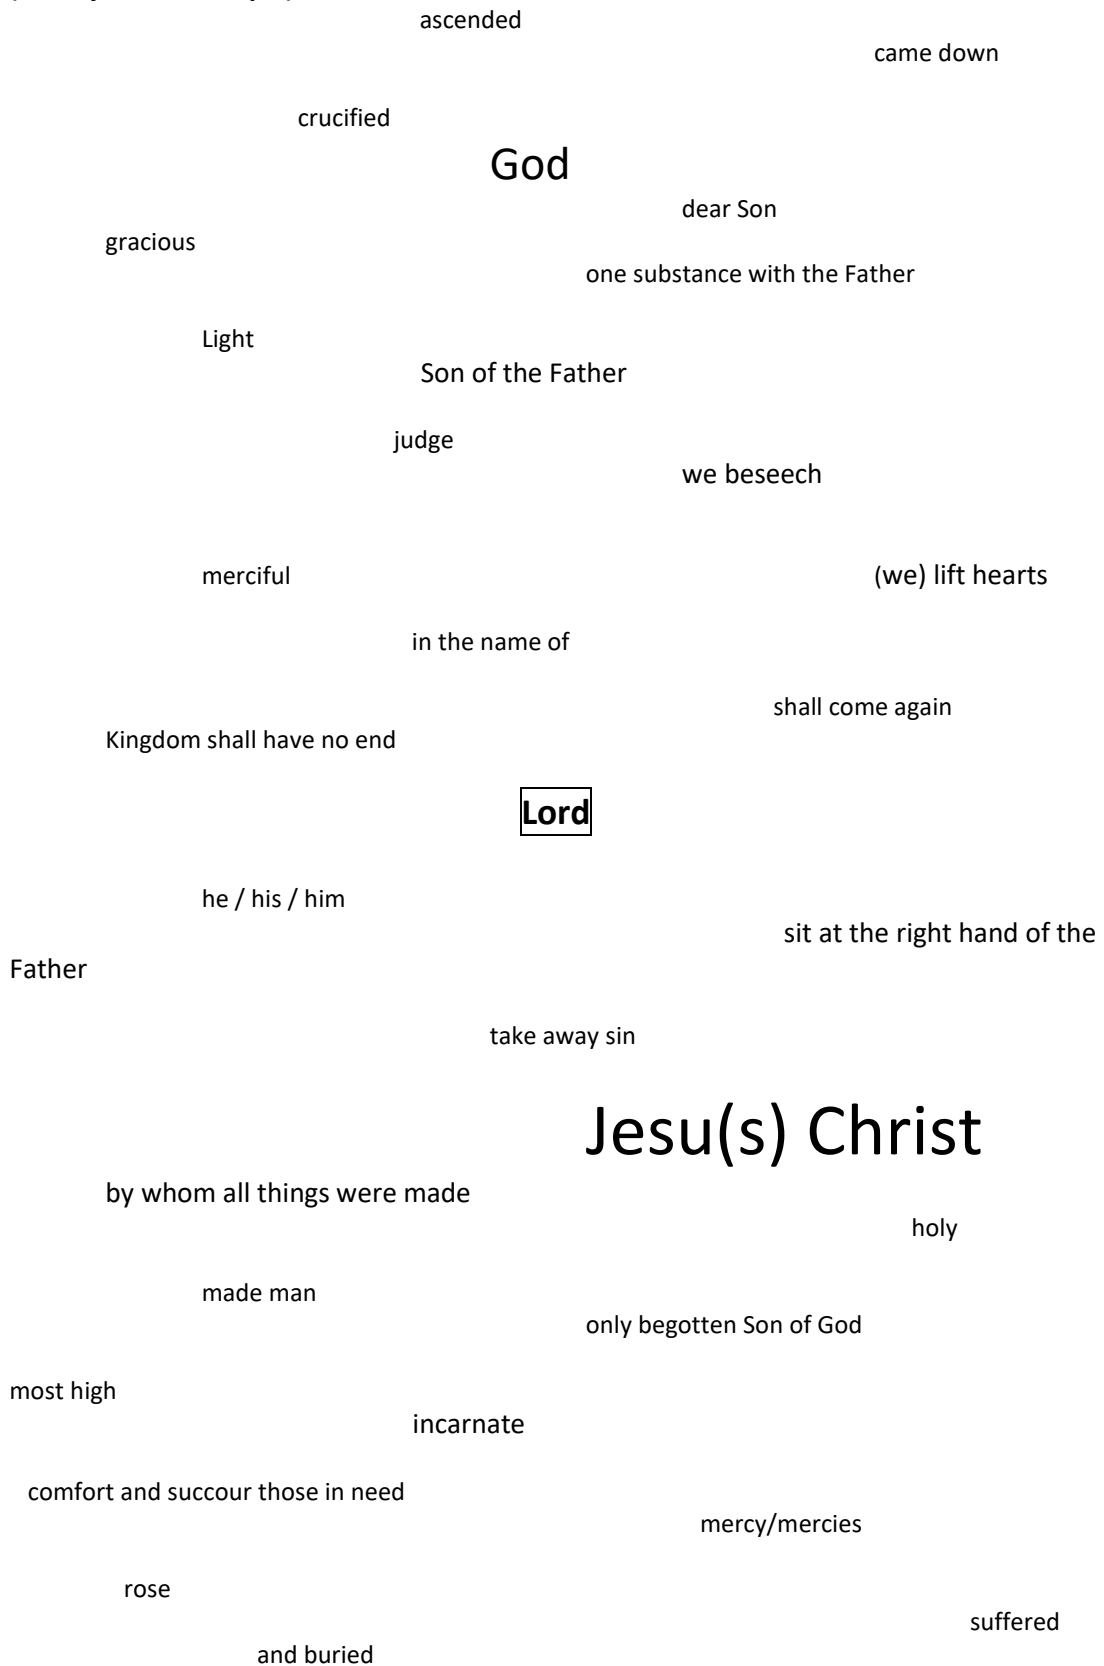 ascended
came down
crucified
God
dear Son
gracious
one substance with the Father
Light
Son of the Father
judge
we beseech
merciful (we) lift hearts
in the name of
shall come again
Kingdom shall have no end
Lord
he / his / him
sit at the right hand of the
Father
take away sin
Jesu(s) Christ
by whom all things were made
holy
made man
only begotten Son of God
most high
incarnate
comfort and succour those in need
mercy/mercies
rose
suffered
and buried